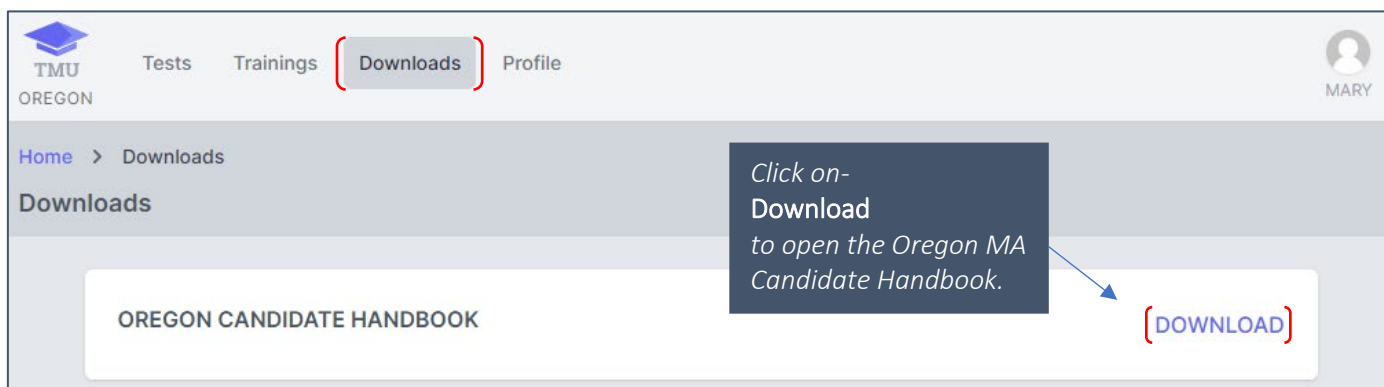 TMU
OREGON
Tests Trainings Downloads Profile
MARY
Home > Downloads
Downloads
Click on-
Download
to open the Oregon MA
Candidate Handbook.
OREGON CANDIDATE HANDBOOK
DOWNLOAD